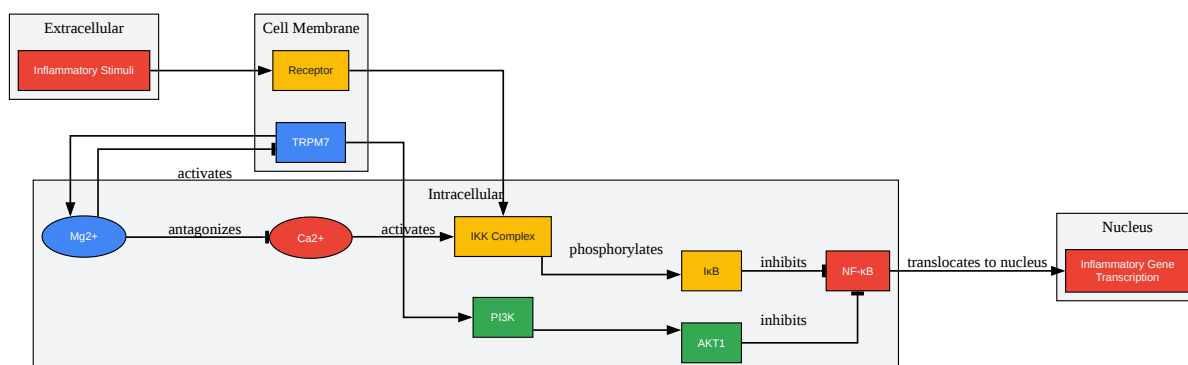 Extracellular
Cell Membrane
Inflammatory Stimuli
Receptor
TRPM7
activates
Intracellular
Mg2+
antagonizes
Ca2+
activates
IKK Complex
phosphorylates
IκB
inhibits
NF-κB
translocates to nucleus
Nucleus
Inflammatory Gene
Transcription
PI3K
AKT1
inhibits